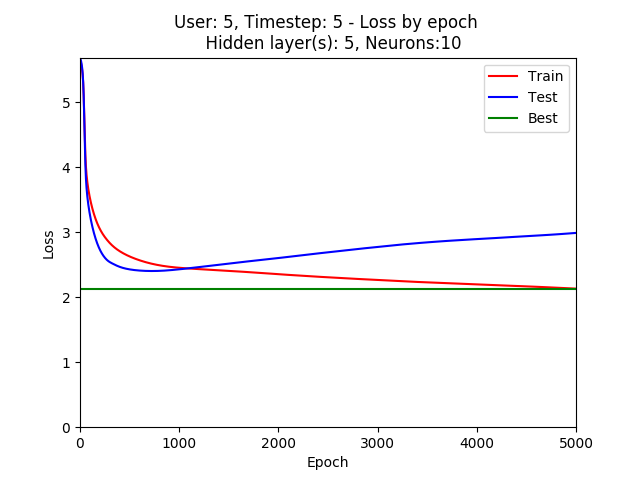 User: 5, Timestep: 5 - Loss by epoch
Hidden layer(s): 5, Neurons:10
Train
Test
Best
Loss
5
4
3
2
1
0
0 1000 2000 3000 4000 5000
Epoch